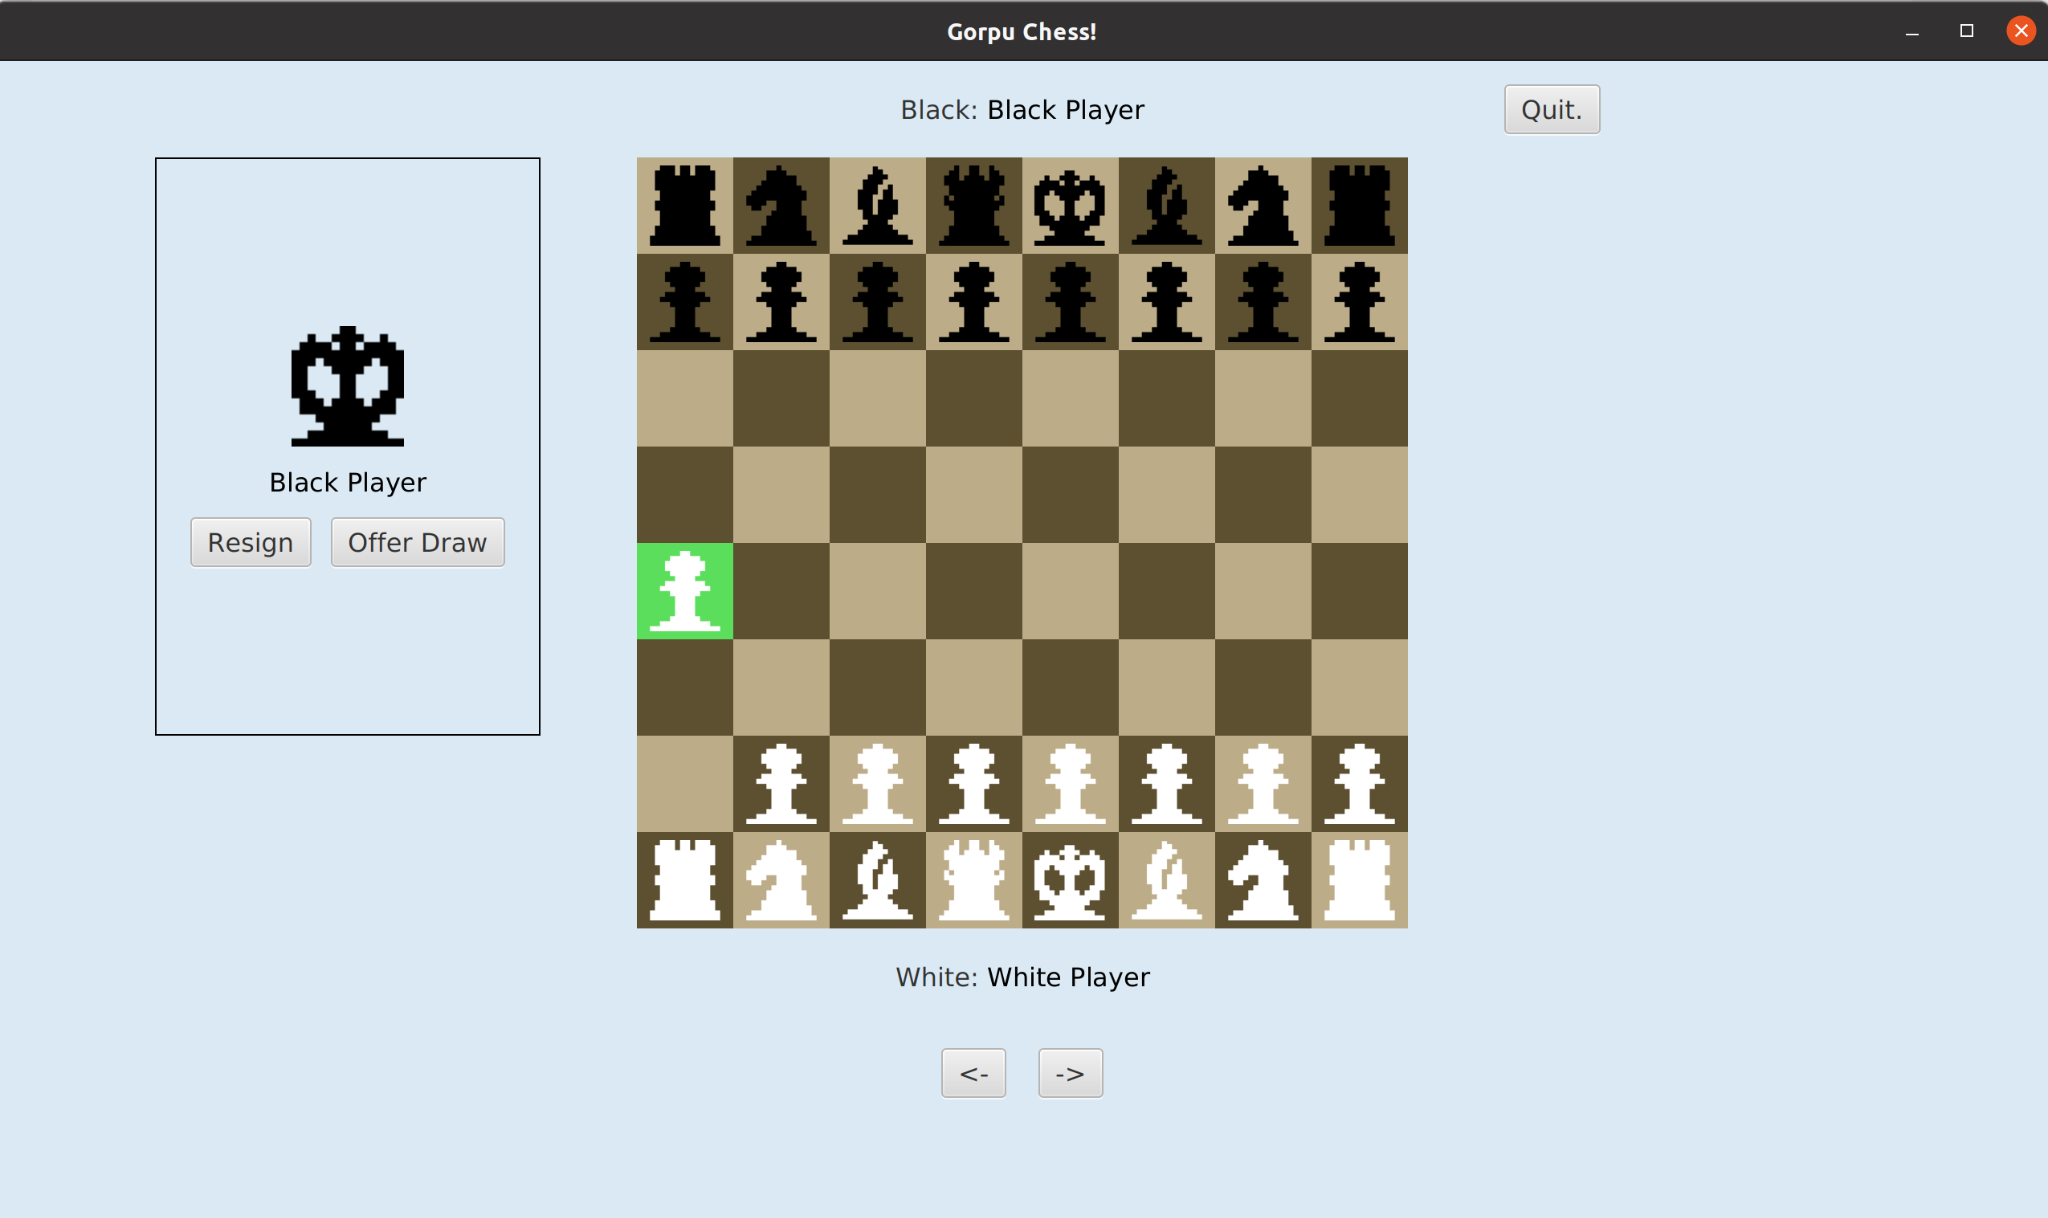 Gorpu Chess!
Black: Black Player
Quit.
Black Player
Resign
Offer Draw
White: White Player
<-
->